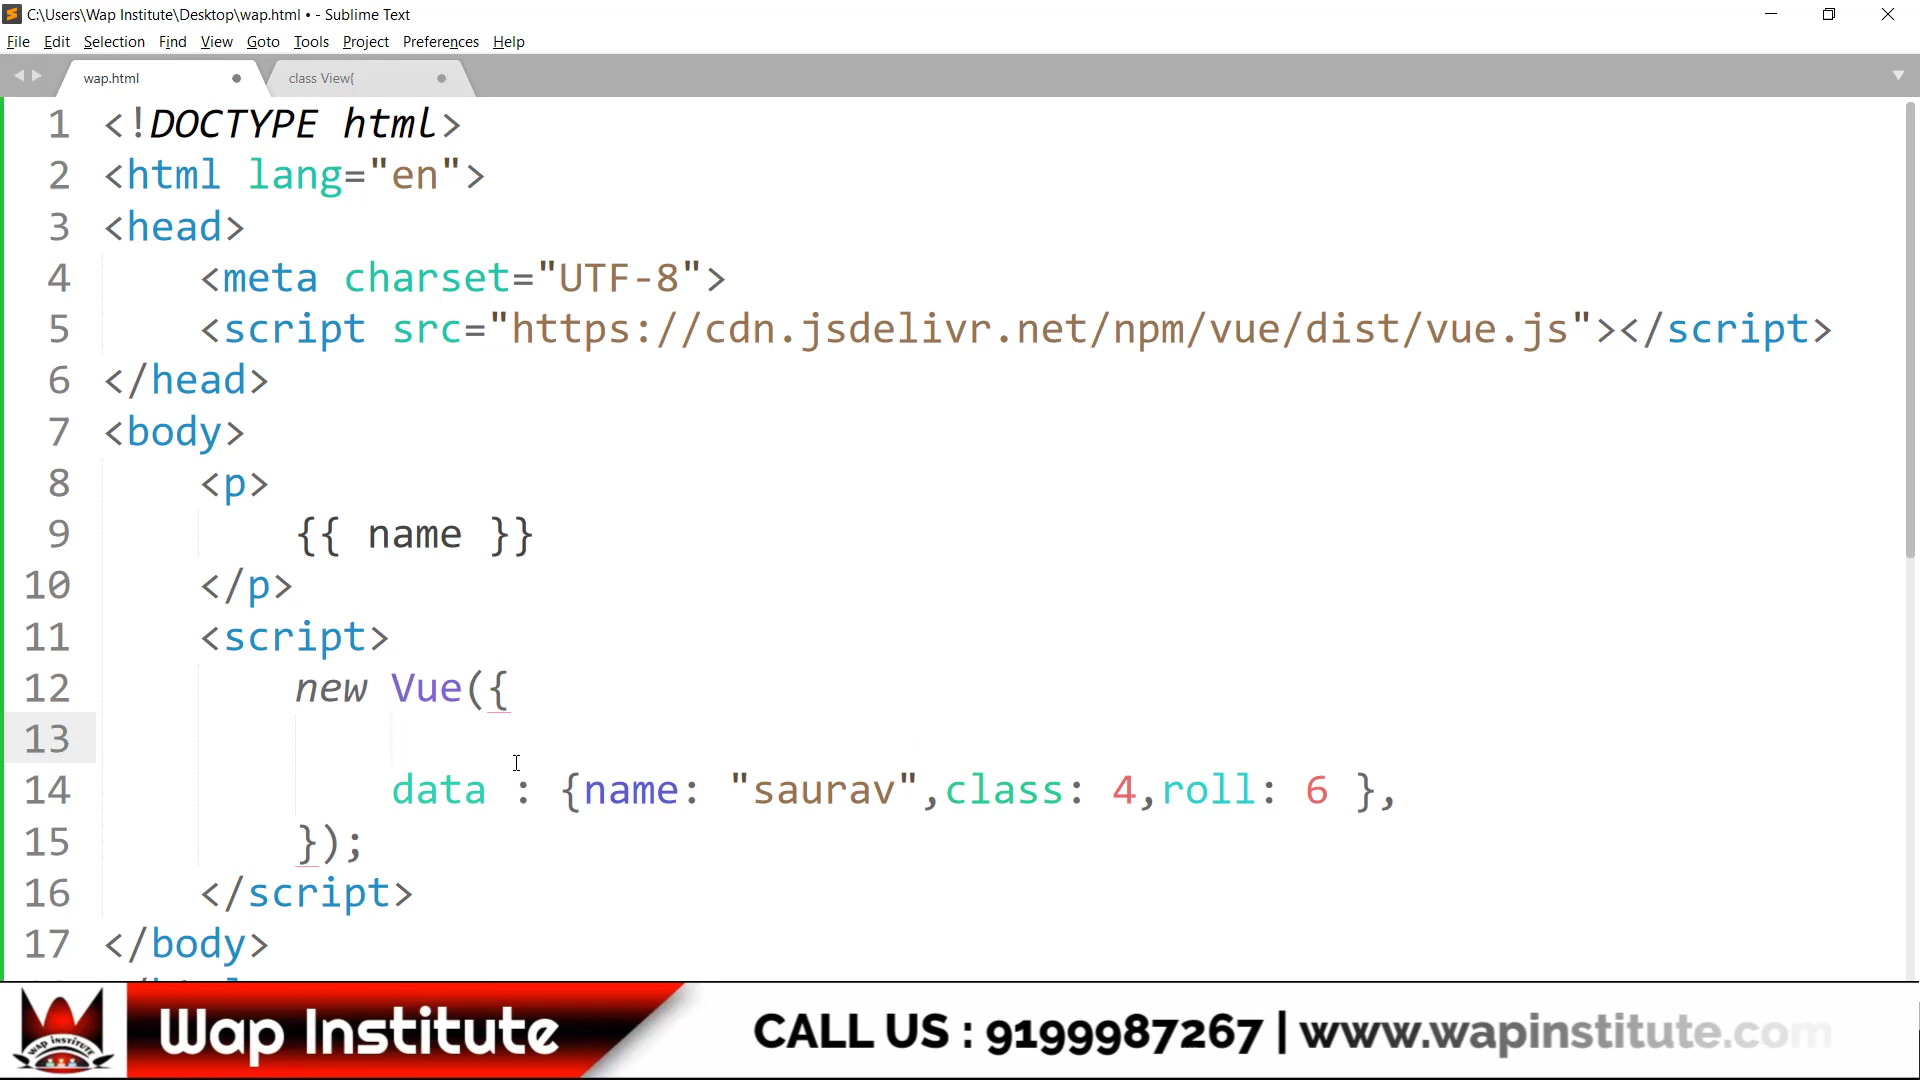 C:\Users\Wap Institute\Desktop\wap.html • - Sublime Text
File Edit Selection Find View Goto Tools Project Preferences Help
wap.html class View{
1 <!DOCTYPE html>
2 <html lang="en">
3 <head>
4 <meta charset="UTF-8">
5 <script src="https://cdn.jsdelivr.net/npm/vue/dist/vue.js"></script>
6 </head>
7 <body>
8 <p>
9 {{ name }}
10 </p>
11 <script>
12 new Vue({
13
14 data : {name: "saurav",class: 4,roll: 6 },
15 });
16 </script>
17 </body>
Wap Institute
WAP INSTITUTE
CALL US : 9199987267 | www.wapinstitute.com